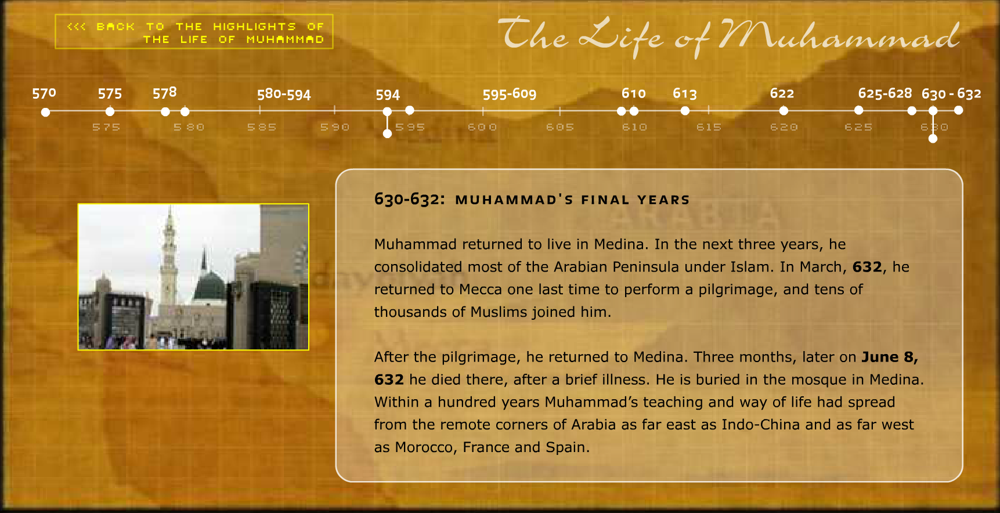 <<< BACK TO THE HIGHLIGHTS OF
THE LIFE OF MUHAMMAD
The Life of Muhammad
570 575 578 580-594 594 595-609 610 613 622 625-628 630 - 632
575 580 585 590 595 600 605 610 615 620 625 630
Medina
630-632: MUHAMMAD'S FINAL YEARS
ARABIA
Muhammad returned to live in Medina. In the next three years, he
consolidated most of the Arabian Peninsula under Islam. In March, 632, he
returned to Mecca one last time to perform a pilgrimage, and tens of
thousands of Muslims joined him.
After the pilgrimage, he returned to Medina. Three months, later on June 8,
632 he died there, after a brief illness. He is buried in the mosque in Medina.
Within a hundred years Muhammad’s teaching and way of life had spread
from the remote corners of Arabia as far east as Indo-China and as far west
as Morocco, France and Spain.